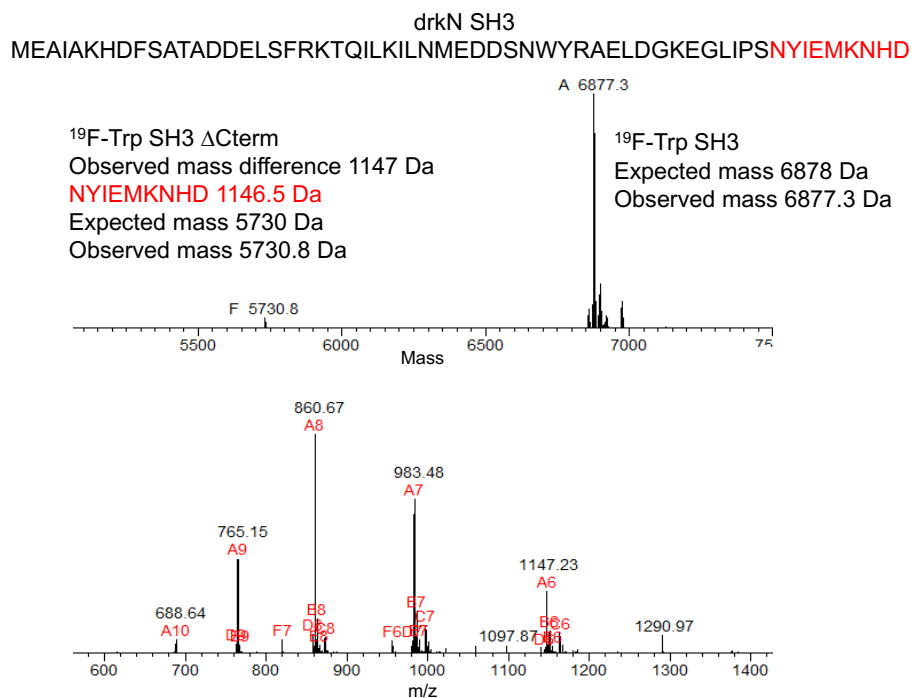 drkN SH3
MEAIAKHDFSATADDELSFRKTQILKILNMEDDSNWYRAELDGKEGLIPSNYIEMKNHD
A 6877.3
¹⁹F-Trp SH3 ΔCterm
Observed mass difference 1147 Da
NYIEMKNHD 1146.5 Da
Expected mass 5730 Da
Observed mass 5730.8 Da
¹⁹F-Trp SH3
Expected mass 6878 Da
Observed mass 6877.3 Da
F 5730.8
5500 6000 6500 7000 75
Mass
860.67
A8
983.48
A7
765.15
A9
1147.23
A6
688.64
A10
F7
B8
C8
F6
E7
C7
1097.87
C6
1290.97
600 700 800 900 1000 1100 1200 1300 1400
m/z